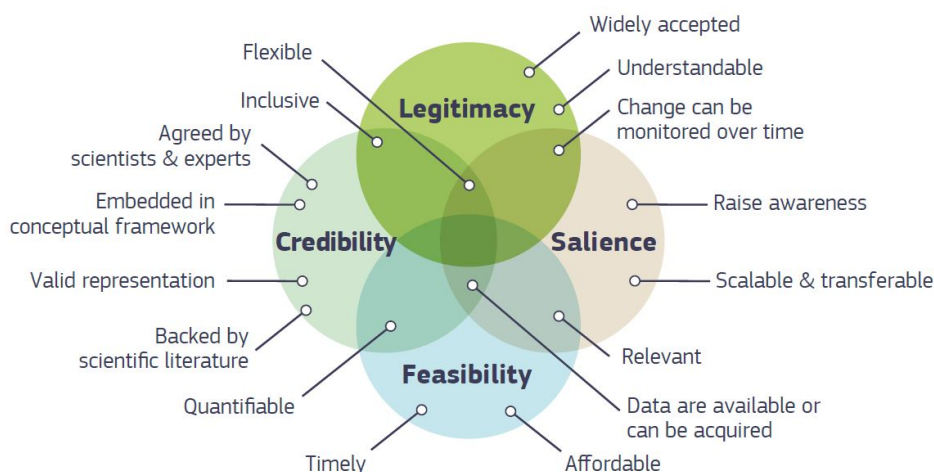 Widely accepted
Flexible
Understandable
Legitimacy
Inclusive
Change can be
monitored over time
Agreed by
scientists & experts
Embedded in
conceptual framework
Raise awareness
Credibility
Salience
Valid representation
Scalable & transferable
Backed by
scientific literature
Relevant
Feasibility
Quantifiable
Data are available or
can be acquired
Timely
Affordable